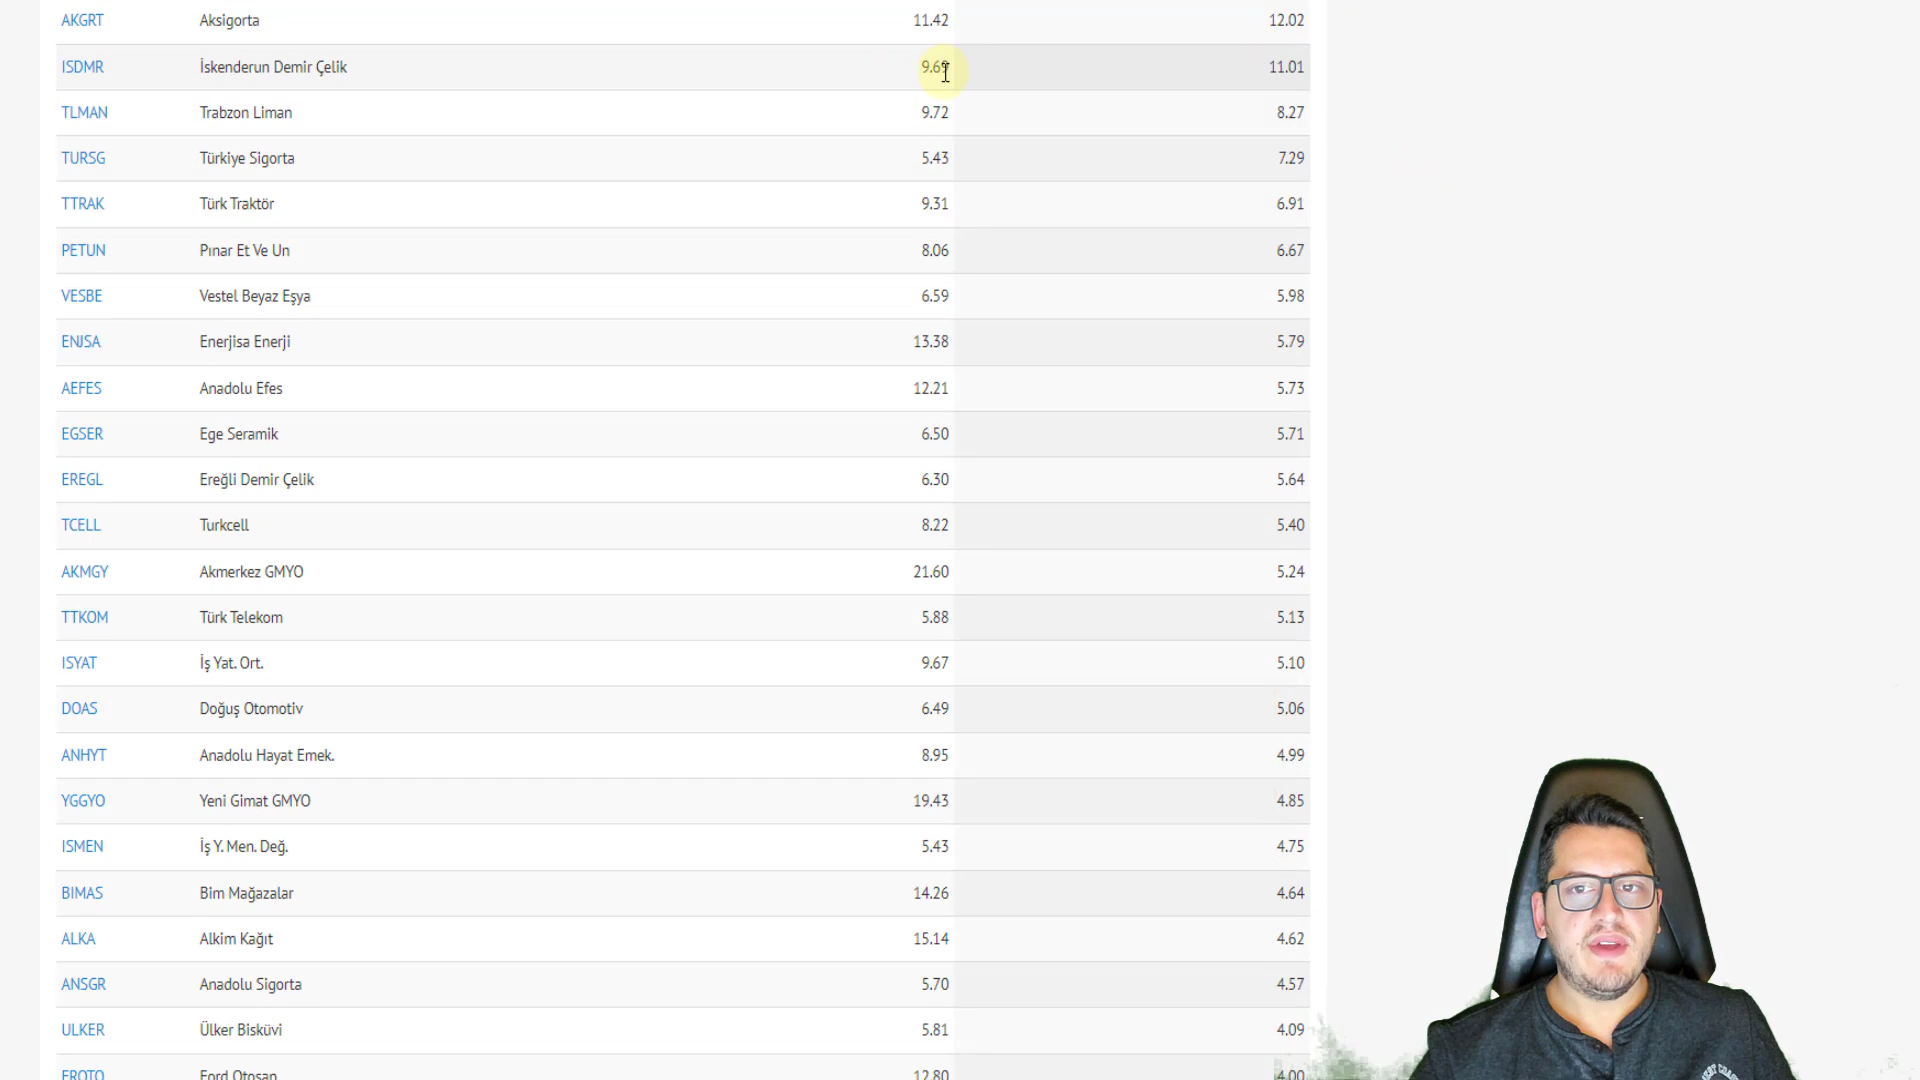 AKGRT Aksigorta 11.42 12.02
ISDMR İskenderun Demir Çelik 9.69 11.01
TLMAN Trabzon Liman 9.72 8.27
TURSG Türkiye Sigorta 5.43 7.29
TTRAK Türk Traktör 9.31 6.91
PETUN Pınar Et Ve Un 8.06 6.67
VESBE Vestel Beyaz Eşya 6.59 5.98
ENJSA Enerjisa Enerji 13.38 5.79
AEFES Anadolu Efes 12.21 5.73
EGSER Ege Seramik 6.50 5.71
EREGL Ereğli Demir Çelik 6.30 5.64
TCELL Turkcell 8.22 5.40
AKMGY Akmerkez GMYO 21.60 5.24
TTKOM Türk Telekom 5.88 5.13
ISYAT İş Yat. Ort. 9.67 5.10
DOAS Doğuş Otomotiv 6.49 5.06
ANHYT Anadolu Hayat Emek. 8.95 4.99
YGGYO Yeni Gimat GMYO 19.43 4.85
ISMEN İş Y. Men. Değ. 5.43 4.75
BIMAS Bim Mağazalar 14.26 4.64
ALKA Alkim Kağıt 15.14 4.62
ANSGR Anadolu Sigorta 5.70 4.57
ULKER Ülker Bisküvi 5.81 4.09
FROTO Ford Otosan 12.80 4.00